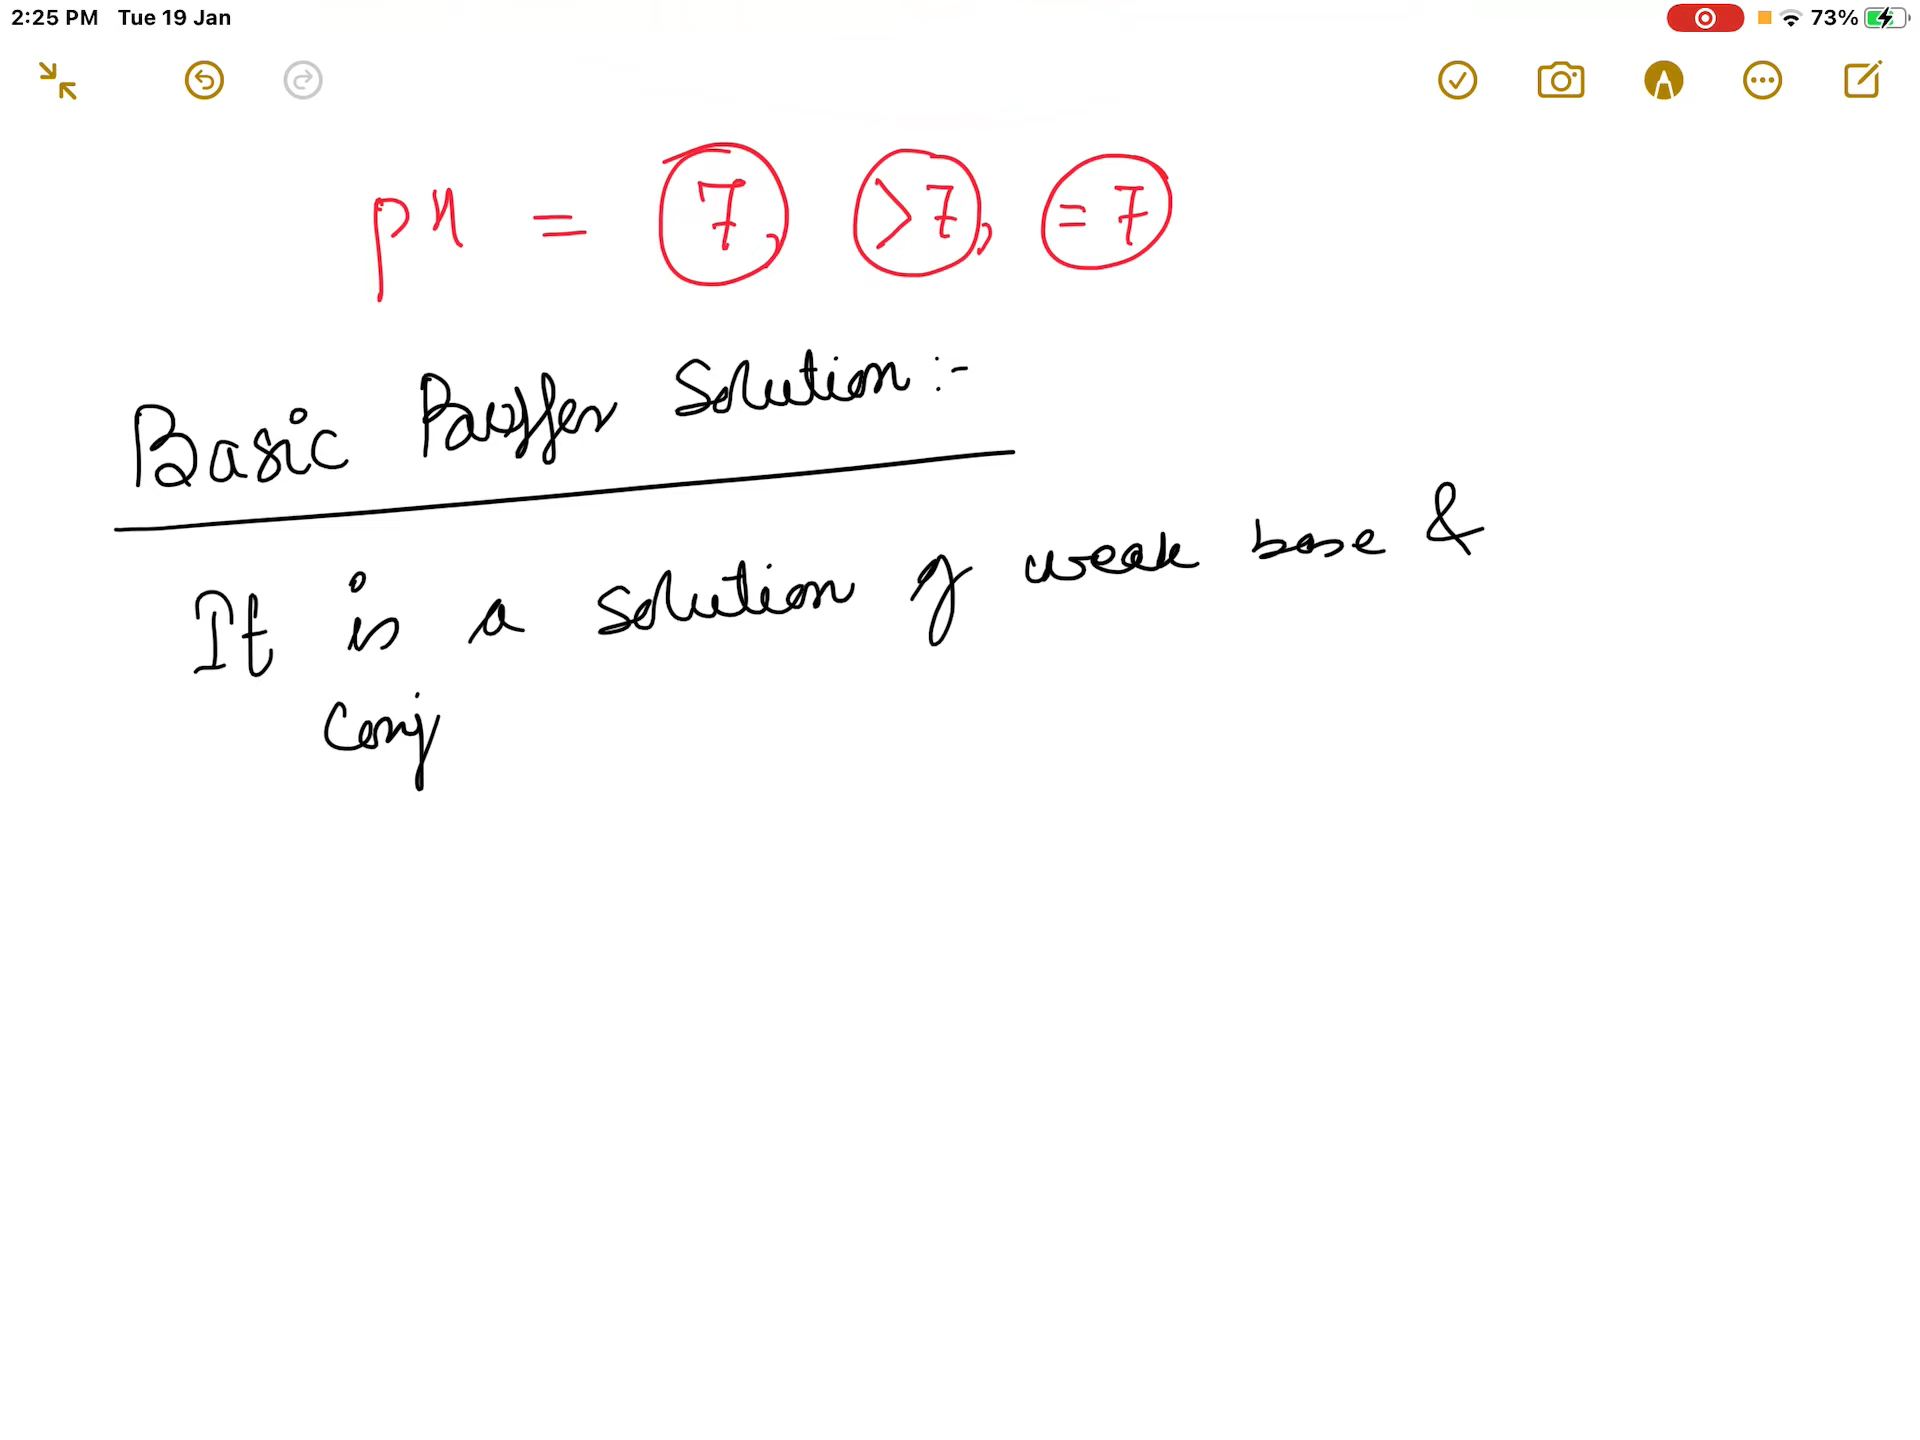 2:25 PM Tue 19 Jan 73%
pH = 7, >7, =7
Basic Buffer Solution :-
It is a solution of weak base &
Conj